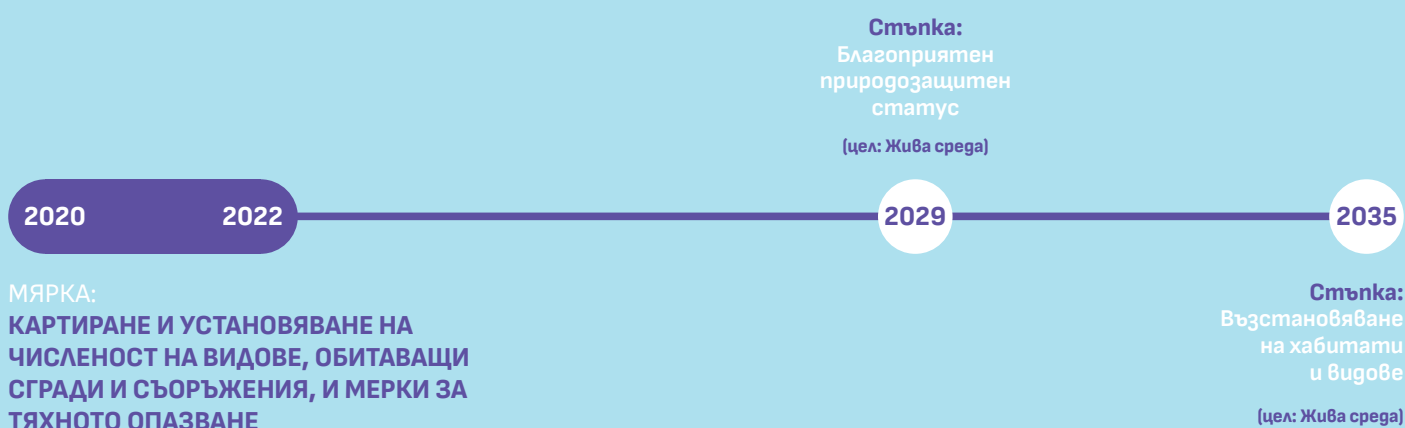 Стъпка:
Благоприятен
природозащитен
статус
(цел: Жива среда)
2020 2022 2029 2035
МЯРКА:
КАРТИРАНЕ И УСТАНОВЯВАНЕ НА
ЧИСЛЕНОСТ НА ВИДОВЕ, ОБИТАВАЩИ
СГРАДИ И СЪОРЪЖЕНИЯ, И МЕРКИ ЗА
ТЯХНОТО ОПАЗВАНЕ
Стъпка:
Възстановяване
на хабитати
и видове
(цел: Жива среда)